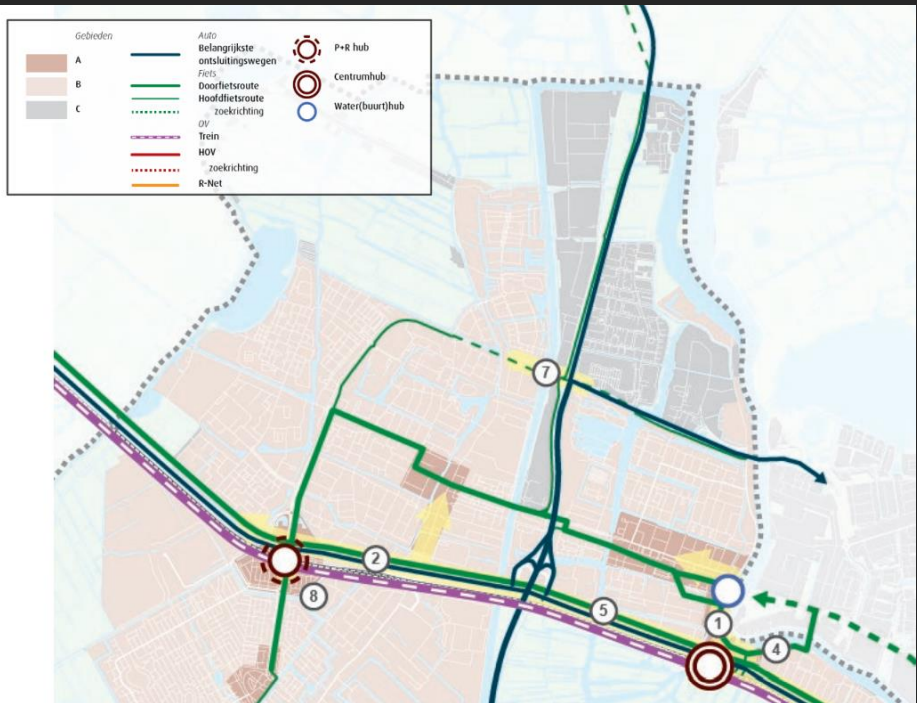 Gebieden
A
B
C
Auto
Belangrijkste
ontsluitingswegen
Fiets
Doorfietsroute
Hoofdfietsroute
zoekrichting
OV
Trein
HOV
zoekrichting
R-Net
P+R hub
Centrumhub
Water(buurt)hub
7
2
8
5
1
4